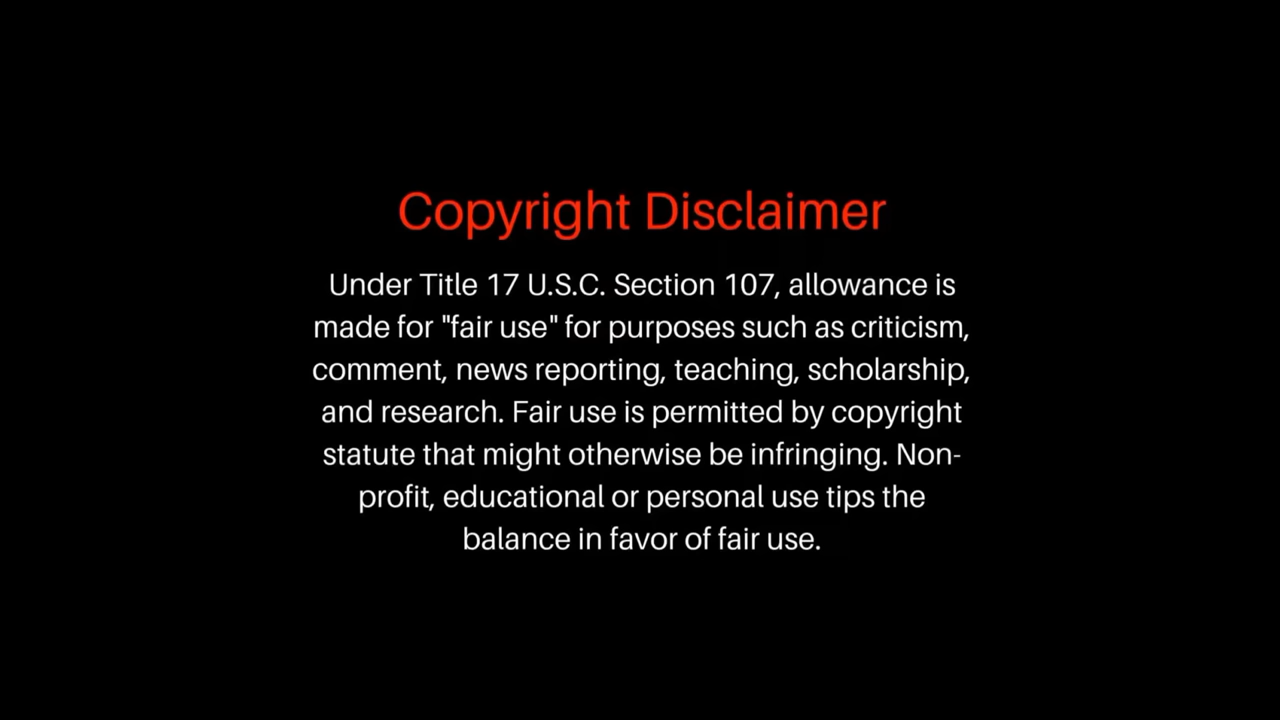 Copyright Disclaimer
Under Title 17 U.S.C. Section 107, allowance is
made for "fair use" for purposes such as criticism,
comment, news reporting, teaching, scholarship,
and research. Fair use is permitted by copyright
statute that might otherwise be infringing. Non-
profit, educational or personal use tips the
balance in favor of fair use.